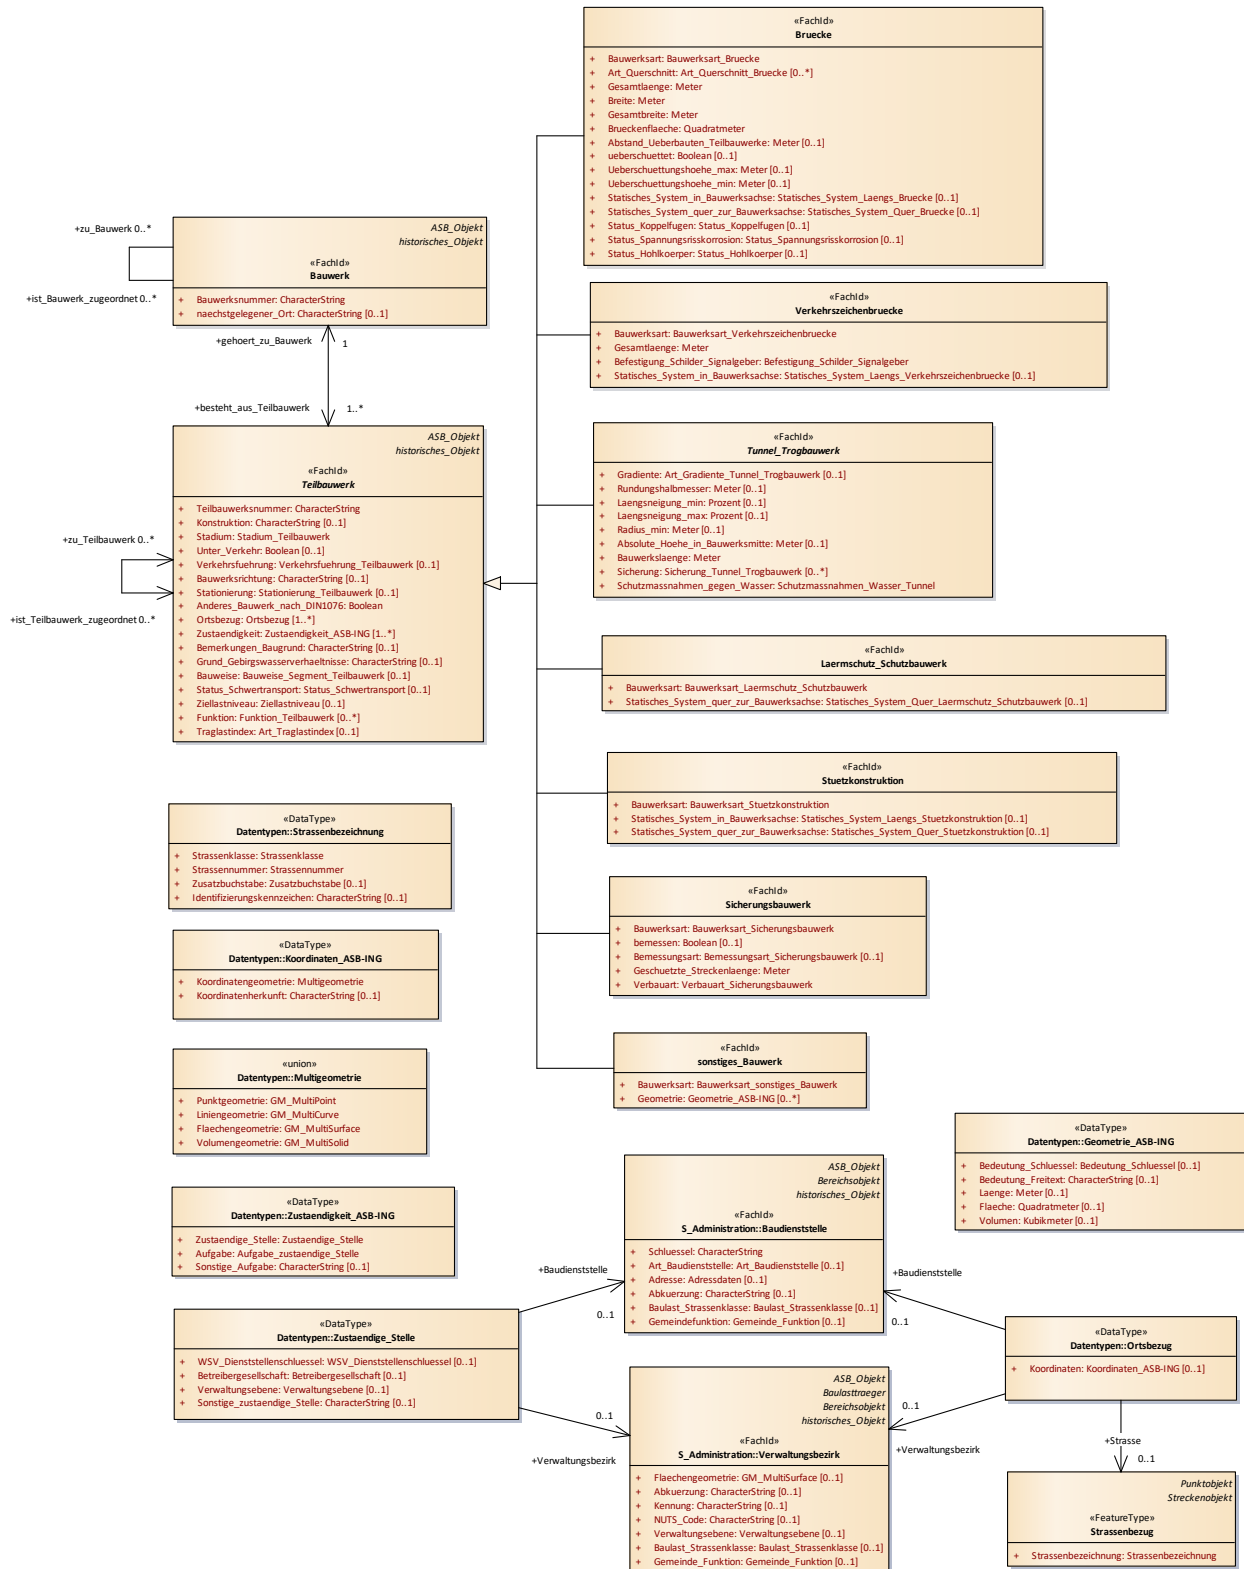 «FachId»
Bruecke
+ Bauwerksart: Bauwerksart_Bruecke
+ Art_Querschnitt: Art_Querschnitt_Bruecke [0..*]
+ Gesamtlaenge: Meter
+ Breite: Meter
+ Gesamtbreite: Meter
+ Brueckenflaeche: Quadratmeter
+ Abstand_Ueberbauten_Teilbauwerke: Meter [0..1]
+ ueberschuettet: Boolean [0..1]
+ Ueberschuettungshoehe_max: Meter [0..1]
+ Ueberschuettungshoehe_min: Meter [0..1]
+ Statisches_System_in_Bauwerksachse: Statisches_System_Laengs_Bruecke [0..1]
+ Statisches_System_quer_zur_Bauwerksachse: Statisches_System_Quer_Bruecke [0..1]
+ Status_Koppelfugen: Status_Koppelfugen [0..1]
+ Status_Spannungsrisskorrosion: Status_Spannungsrisskorrosion [0..1]
+ Status_Hohlkoerper: Status_Hohlkoerper [0..1]
+zu_Bauwerk 0..*
+ist_Bauwerk_zugeordnet 0..*
ASB_Objekt
historisches_Objekt
«FachId»
Bauwerk
+ Bauwerksnummer: CharacterString
+ naechstgelegener_Ort: CharacterString [0..1]
+gehoert_zu_Bauwerk 1
+besteht_aus_Teilbauwerk 1..*
«FachId»
Verkehrszeichenbruecke
+ Bauwerksart: Bauwerksart_Verkehrszeichenbruecke
+ Gesamtlaenge: Meter
+ Befestigung_Schilder_Signalgeber: Befestigung_Schilder_Signalgeber
+ Statisches_System_in_Bauwerksachse: Statisches_System_Laengs_Verkehrszeichenbruecke [0..1]
ASB_Objekt
historisches_Objekt
«FachId»
Teilbauwerk
+ Teilbauwerksnummer: CharacterString
+ Konstruktion: CharacterString [0..1]
+ Stadium: Stadium_Teilbauwerk
+ Unter_Verkehr: Boolean [0..1]
+ Verkehrsfuehrung: Verkehrsfuehrung_Teilbauwerk [0..1]
+ Bauwerksrichtung: CharacterString [0..1]
+ Stationierung: Stationierung_Teilbauwerk [0..1]
+ Anderes_Bauwerk_nach_DIN1076: Boolean
+ Ortsbezug: Ortsbezug [1..*]
+ Zustaendigkeit: Zustaendigkeit_ASB-ING [1..*]
+ Bemerkungen_Baugrund: CharacterString [0..1]
+ Grund_Gebirgswasserverhaeltnisse: CharacterString [0..1]
+ Bauweise: Bauweise_Segment_Teilbauwerk [0..1]
+ Status_Schwertransport: Status_Schwertransport [0..1]
+ Ziellastniveau: Ziellastniveau [0..1]
+ Funktion: Funktion_Teilbauwerk [0..*]
+ Traglastindex: Art_Traglastindex [0..1]
+zu_Teilbauwerk 0..*
+ist_Teilbauwerk_zugeordnet 0..*
«FachId»
Tunnel_Trogbauwerk
+ Gradiente: Art_Gradiente_Tunnel_Trogbauwerk [0..1]
+ Rundungshalbmesser: Meter [0..1]
+ Laengsneigung_min: Prozent [0..1]
+ Laengsneigung_max: Prozent [0..1]
+ Radius_min: Meter [0..1]
+ Absolute_Hoehe_in_Bauwerksmitte: Meter [0..1]
+ Bauwerkslaenge: Meter
+ Sicherung: Sicherung_Tunnel_Trogbauwerk [0..*]
+ Schutzmassnahmen_gegen_Wasser: Schutzmassnahmen_Wasser_Tunnel
«FachId»
Laermschutz_Schutzbauwerk
+ Bauwerksart: Bauwerksart_Laermschutz_Schutzbauwerk
+ Statisches_System_quer_zur_Bauwerksachse: Statisches_System_Quer_Laermschutz_Schutzbauwerk [0..1]
«FachId»
Stuetzkonstruktion
+ Bauwerksart: Bauwerksart_Stuetzkonstruktion
+ Statisches_System_in_Bauwerksachse: Statisches_System_Laengs_Stuetzkonstruktion [0..1]
+ Statisches_System_quer_zur_Bauwerksachse: Statisches_System_Quer_Stuetzkonstruktion [0..1]
«DataType»
Datentypen::Strassenbezeichnung
+ Strassenklasse: Strassenklasse
+ Strassennummer: Strassennummer
+ Zusatzbuchstabe: Zusatzbuchstabe [0..1]
+ Identifizierungskennzeichen: CharacterString [0..1]
«FachId»
Sicherungsbauwerk
+ Bauwerksart: Bauwerksart_Sicherungsbauwerk
+ bemessen: Boolean [0..1]
+ Bemessungsart: Bemessungsart_Sicherungsbauwerk [0..1]
+ Geschuetzte_Streckenlaenge: Meter
+ Verbauart: Verbauart_Sicherungsbauwerk
«DataType»
Datentypen::Koordinaten_ASB-ING
+ Koordinatengeometrie: Multigeometrie
+ Koordinatenherkunft: CharacterString [0..1]
«FachId»
sonstiges_Bauwerk
+ Bauwerksart: Bauwerksart_sonstiges_Bauwerk
+ Geometrie: Geometrie_ASB-ING [0..*]
«union»
Datentypen::Multigeometrie
+ Punktgeometrie: GM_MultiPoint
+ Liniengeometrie: GM_MultiCurve
+ Flaechengeometrie: GM_MultiSurface
+ Volumengeometrie: GM_MultiSolid
«DataType»
Datentypen::Geometrie_ASB-ING
+ Bedeutung_Schluessel: Bedeutung_Schluessel [0..1]
+ Bedeutung_Freitext: CharacterString [0..1]
+ Laenge: Meter [0..1]
+ Flaeche: Quadratmeter [0..1]
+ Volumen: Kubikmeter [0..1]
«DataType»
Datentypen::Zustaendigkeit_ASB-ING
+ Zustaendige_Stelle: Zustaendige_Stelle
+ Aufgabe: Aufgabe_zustaendige_Stelle
+ Sonstige_Aufgabe: CharacterString [0..1]
ASB_Objekt
Bereichsobjekt
historisches_Objekt
«FachId»
S_Administration::Baudienststelle
+ Schluessel: CharacterString
+ Art_Baudienststelle: Art_Baudienststelle [0..1]
+ Adresse: Adressdaten [0..1]
+ Abkuerzung: CharacterString [0..1]
+ Baulast_Strassenklasse: Baulast_Strassenklasse [0..1]
+ Gemeindefunktion: Gemeinde_Funktion [0..1]
+Baudienststelle
0..1
+Baudienststelle
0..1
«DataType»
Datentypen::Zustaendige_Stelle
+ WSV_Dienststellenschluessel: WSV_Dienststellenschluessel [0..1]
+ Betreibergesellschaft: Betreibergesellschaft [0..1]
+ Verwaltungsebene: Verwaltungsebene [0..1]
+ Sonstige_zustaendige_Stelle: CharacterString [0..1]
«DataType»
Datentypen::Ortsbezug
+ Koordinaten: Koordinaten_ASB-ING [0..1]
0..1
+Verwaltungsbezirk
0..1
+Verwaltungsbezirk
ASB_Objekt
Baulasttraeger
Bereichsobjekt
historisches_Objekt
«FachId»
S_Administration::Verwaltungsbezirk
+ Flaechengeometrie: GM_MultiSurface [0..1]
+ Abkuerzung: CharacterString [0..1]
+ Kennung: CharacterString [0..1]
+ NUTS_Code: CharacterString [0..1]
+ Verwaltungsebene: Verwaltungsebene [0..1]
+ Baulast_Strassenklasse: Baulast_Strassenklasse [0..1]
+ Gemeinde_Funktion: Gemeinde_Funktion [0..1]
+Strasse
0..1
Punktobjekt
Streckenobjekt
«FeatureType»
Strassenbezug
+ Strassenbezeichnung: Strassenbezeichnung